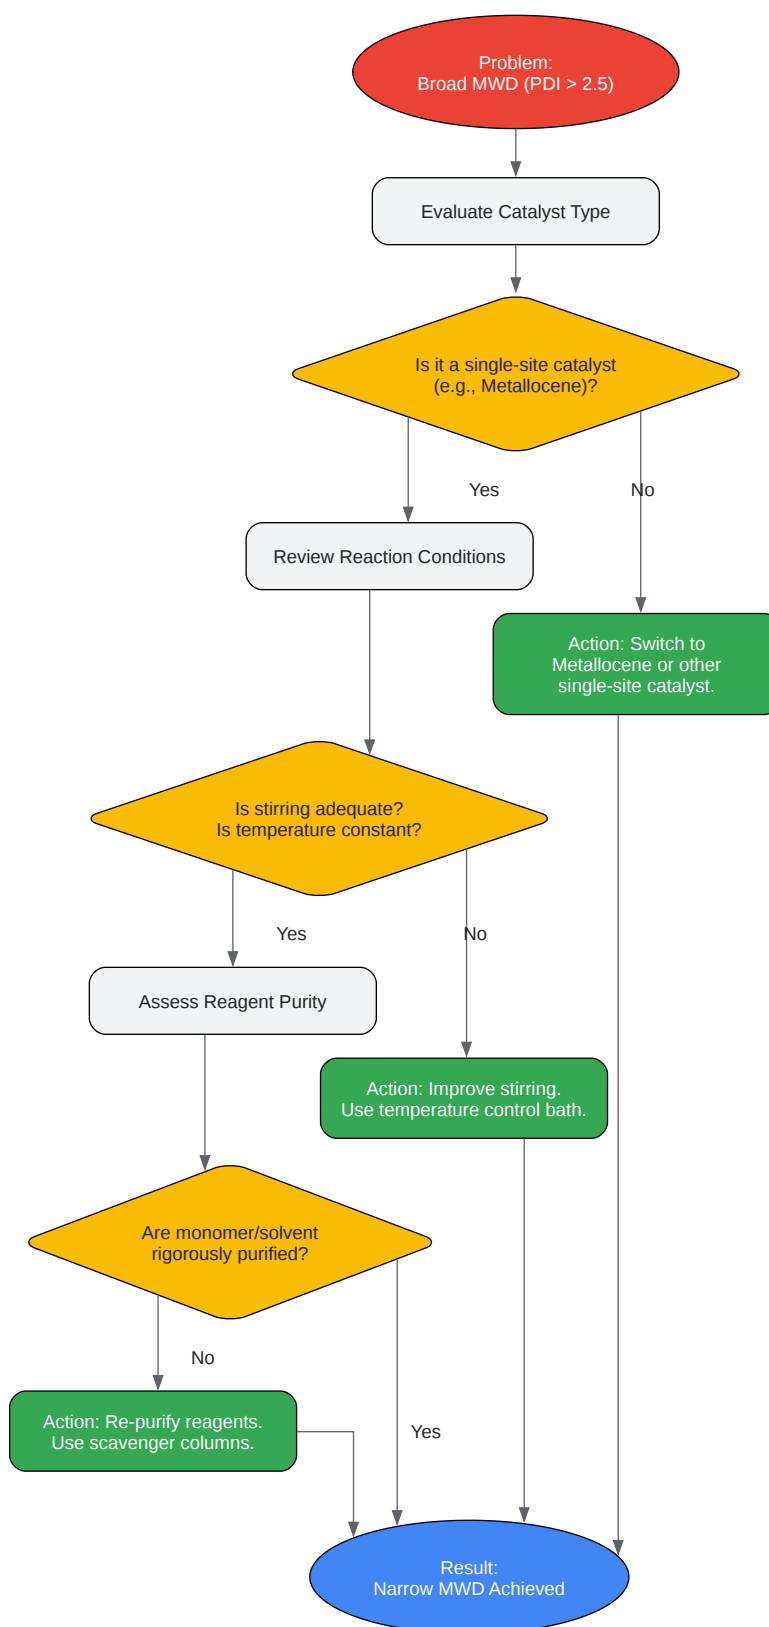 Problem:
Broad MWD (PDI > 2.5)
Evaluate Catalyst Type
Is it a single-site catalyst
(e.g., Metallocene)?
Yes
No
Review Reaction Conditions
Action: Switch to
Metallocene or other
single-site catalyst.
Is stirring adequate?
Is temperature constant?
Yes
No
Assess Reagent Purity
Action: Improve stirring.
Use temperature control bath.
Are monomer/solvent
rigorously purified?
No
Action: Re-purify reagents.
Use scavenger columns.
Yes
Result:
Narrow MWD Achieved